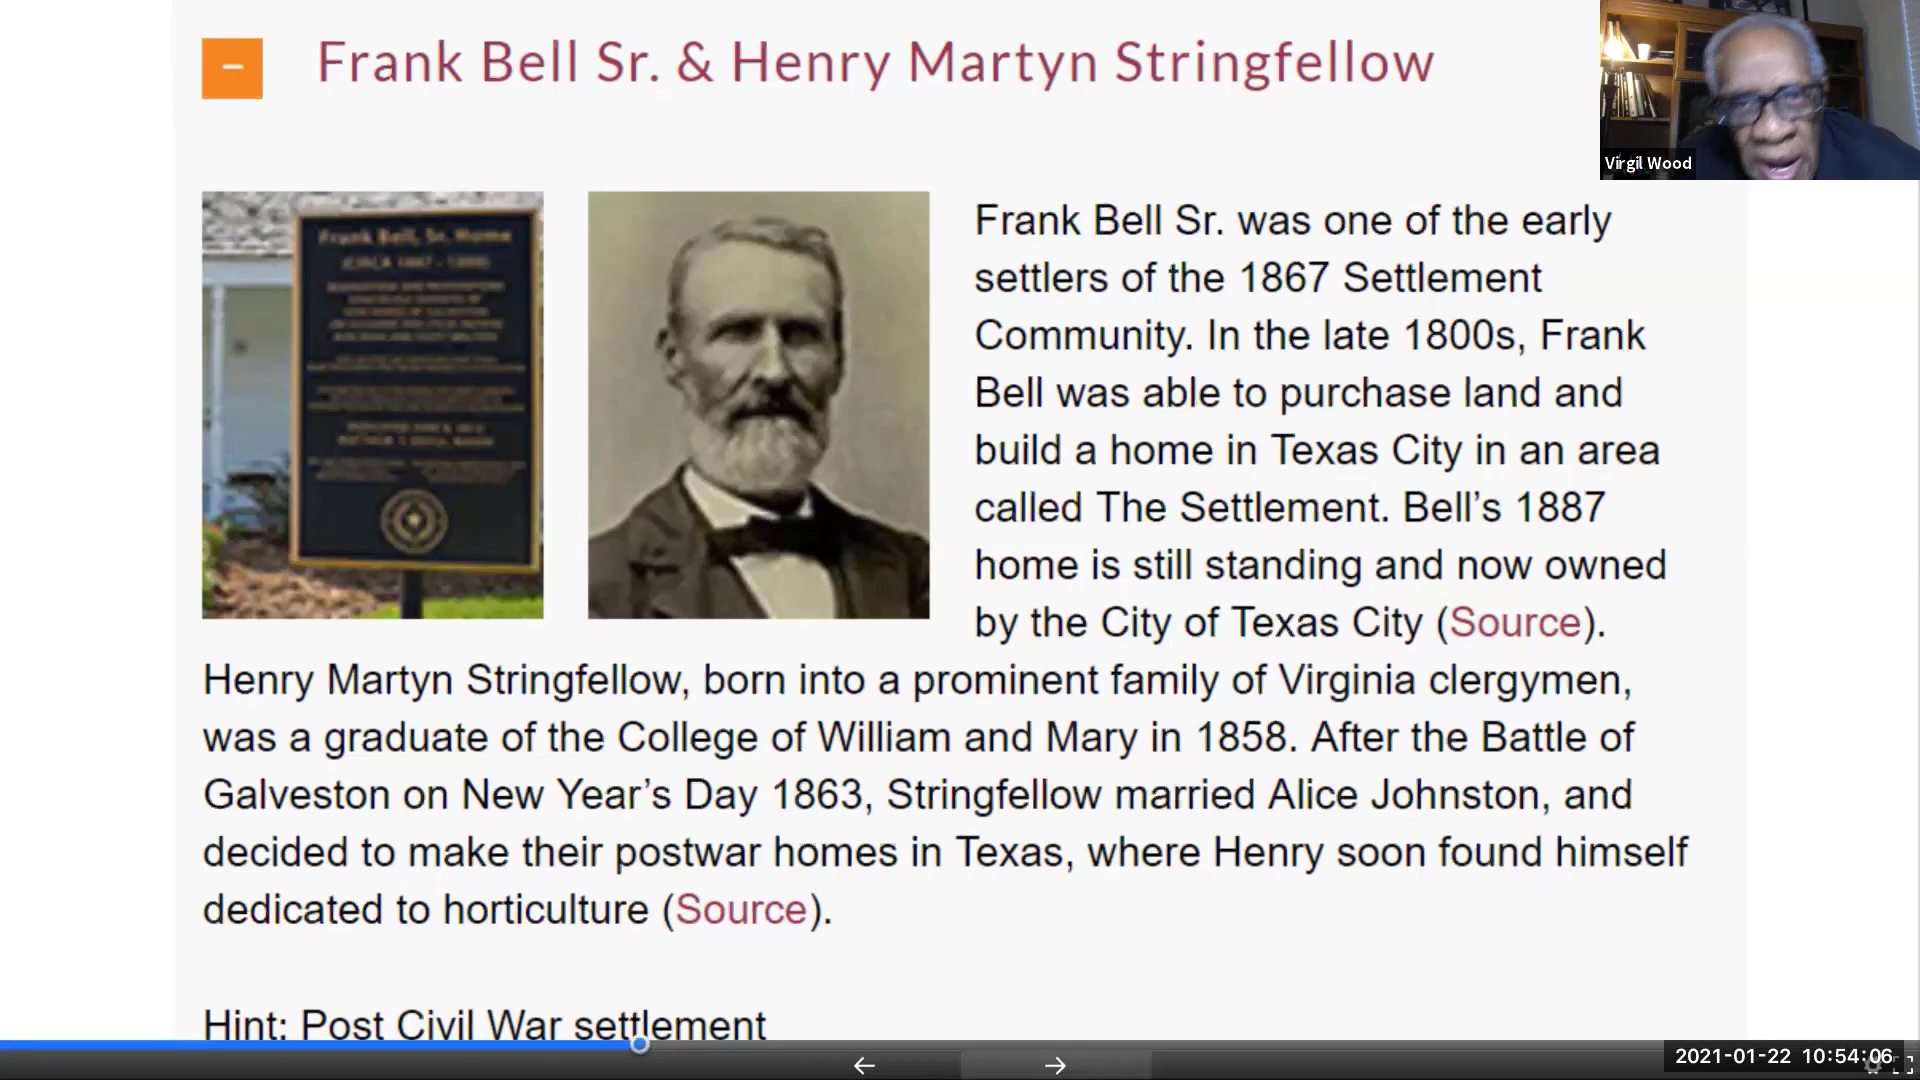 Frank Bell Sr. & Henry Martyn Stringfellow
Virgil Wood
Frank Bell, Sr. Home
Frank Bell Sr. was one of the early
settlers of the 1867 Settlement
Community. In the late 1800s, Frank
Bell was able to purchase land and
build a home in Texas City in an area
called The Settlement. Bell’s 1887
home is still standing and now owned
by the City of Texas City (Source).
Henry Martyn Stringfellow, born into a prominent family of Virginia clergymen,
was a graduate of the College of William and Mary in 1858. After the Battle of
Galveston on New Year’s Day 1863, Stringfellow married Alice Johnston, and
decided to make their postwar homes in Texas, where Henry soon found himself
dedicated to horticulture (Source).
Hint: Post Civil War settlement
2021-01-22 10:54:06